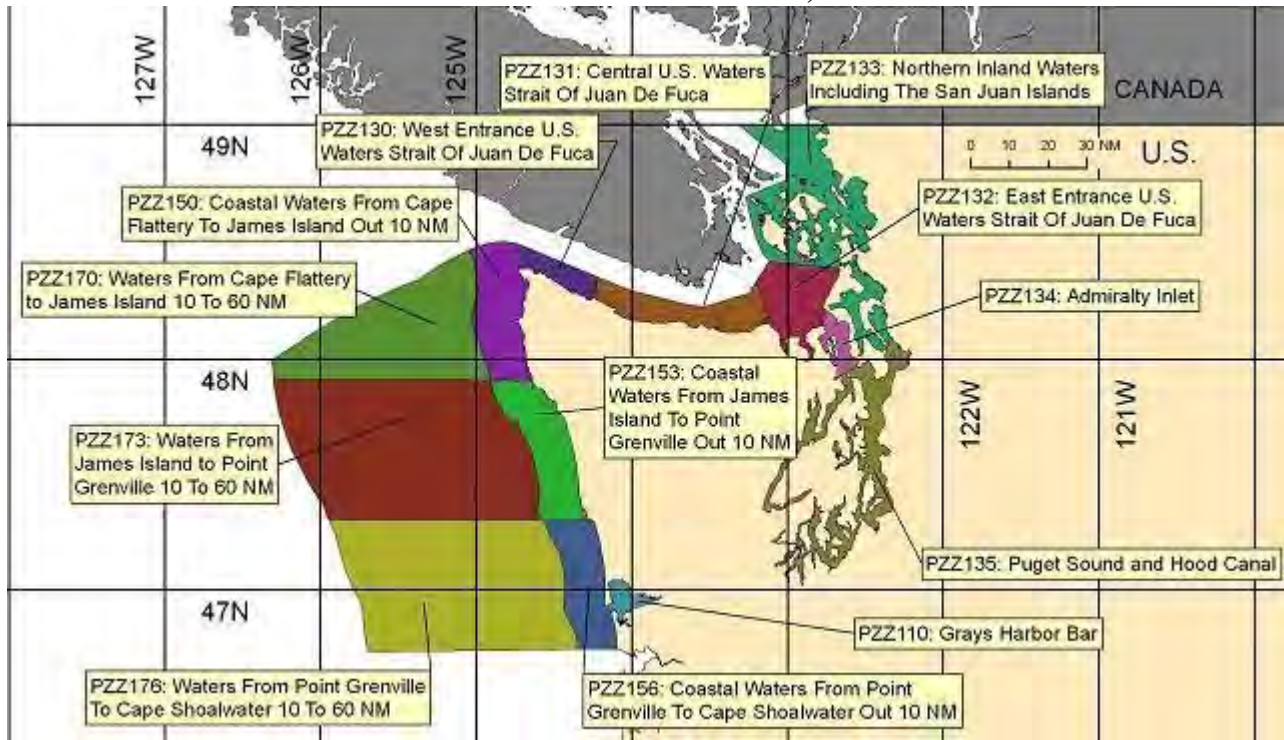 127W
126W
125W
PZZ131: Central U.S. Waters
Strait Of Juan De Fuca
PZZ133: Northern Inland Waters
Including The San Juan Islands
CANADA
49N
PZZ130: West Entrance U.S.
Waters Strait Of Juan De Fuca
0 10 20 30 NM
U.S.
PZZ150: Coastal Waters From Cape
Flattery To James Island Out 10 NM
PZZ132: East Entrance U.S.
Waters Strait Of Juan De Fuca
PZZ170: Waters From Cape Flattery
to James Island 10 To 60 NM
PZZ134: Admiralty Inlet
48N
PZZ153: Coastal
Waters From James
Island To Point
Grenville Out 10 NM
122W
121W
PZZ173: Waters From
James Island to Point
Grenville 10 To 60 NM
PZZ135: Puget Sound and Hood Canal
47N
PZZ110: Grays Harbor Bar
PZZ176: Waters From Point Grenville
To Cape Shoalwater 10 To 60 NM
PZZ156: Coastal Waters From Point
Grenville To Cape Shoalwater Out 10 NM